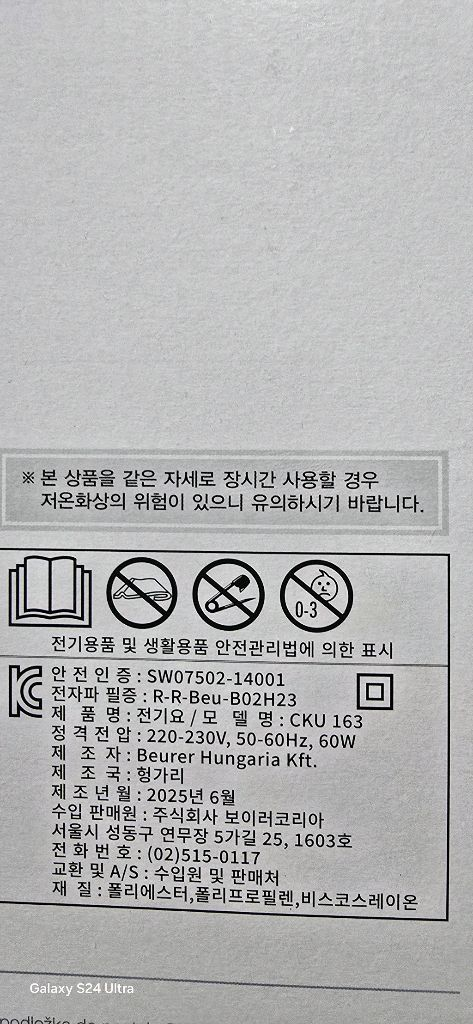 ※ 본 상품을 같은 자세로 장시간 사용할 경우
저온화상의 위험이 있으니 유의하시기 바랍니다.
0-3
전기용품 및 생활용품 안전관리법에 의한 표시
안 전 인 증 : SW07502-14001
전자파 필증 : R-R-Beu-B02H23
제 품 명 : 전기요 / 모 델 명 : CKU 163
정 격 전 압 : 220-230V, 50-60Hz, 60W
제 조 자 : Beurer Hungaria Kft.
제 조 국 : 헝가리
제 조 년 월 : 2025년 6월
수입 판매원 : 주식회사 보이러코리아
서울시 성동구 연무장 5가길 25, 1603호
전 화 번 호 : (02)515-0117
교환 및 A/S : 수입원 및 판매처
재 질 : 폴리에스터,폴리프로필렌,비스코스레이온
Galaxy S24 Ultra